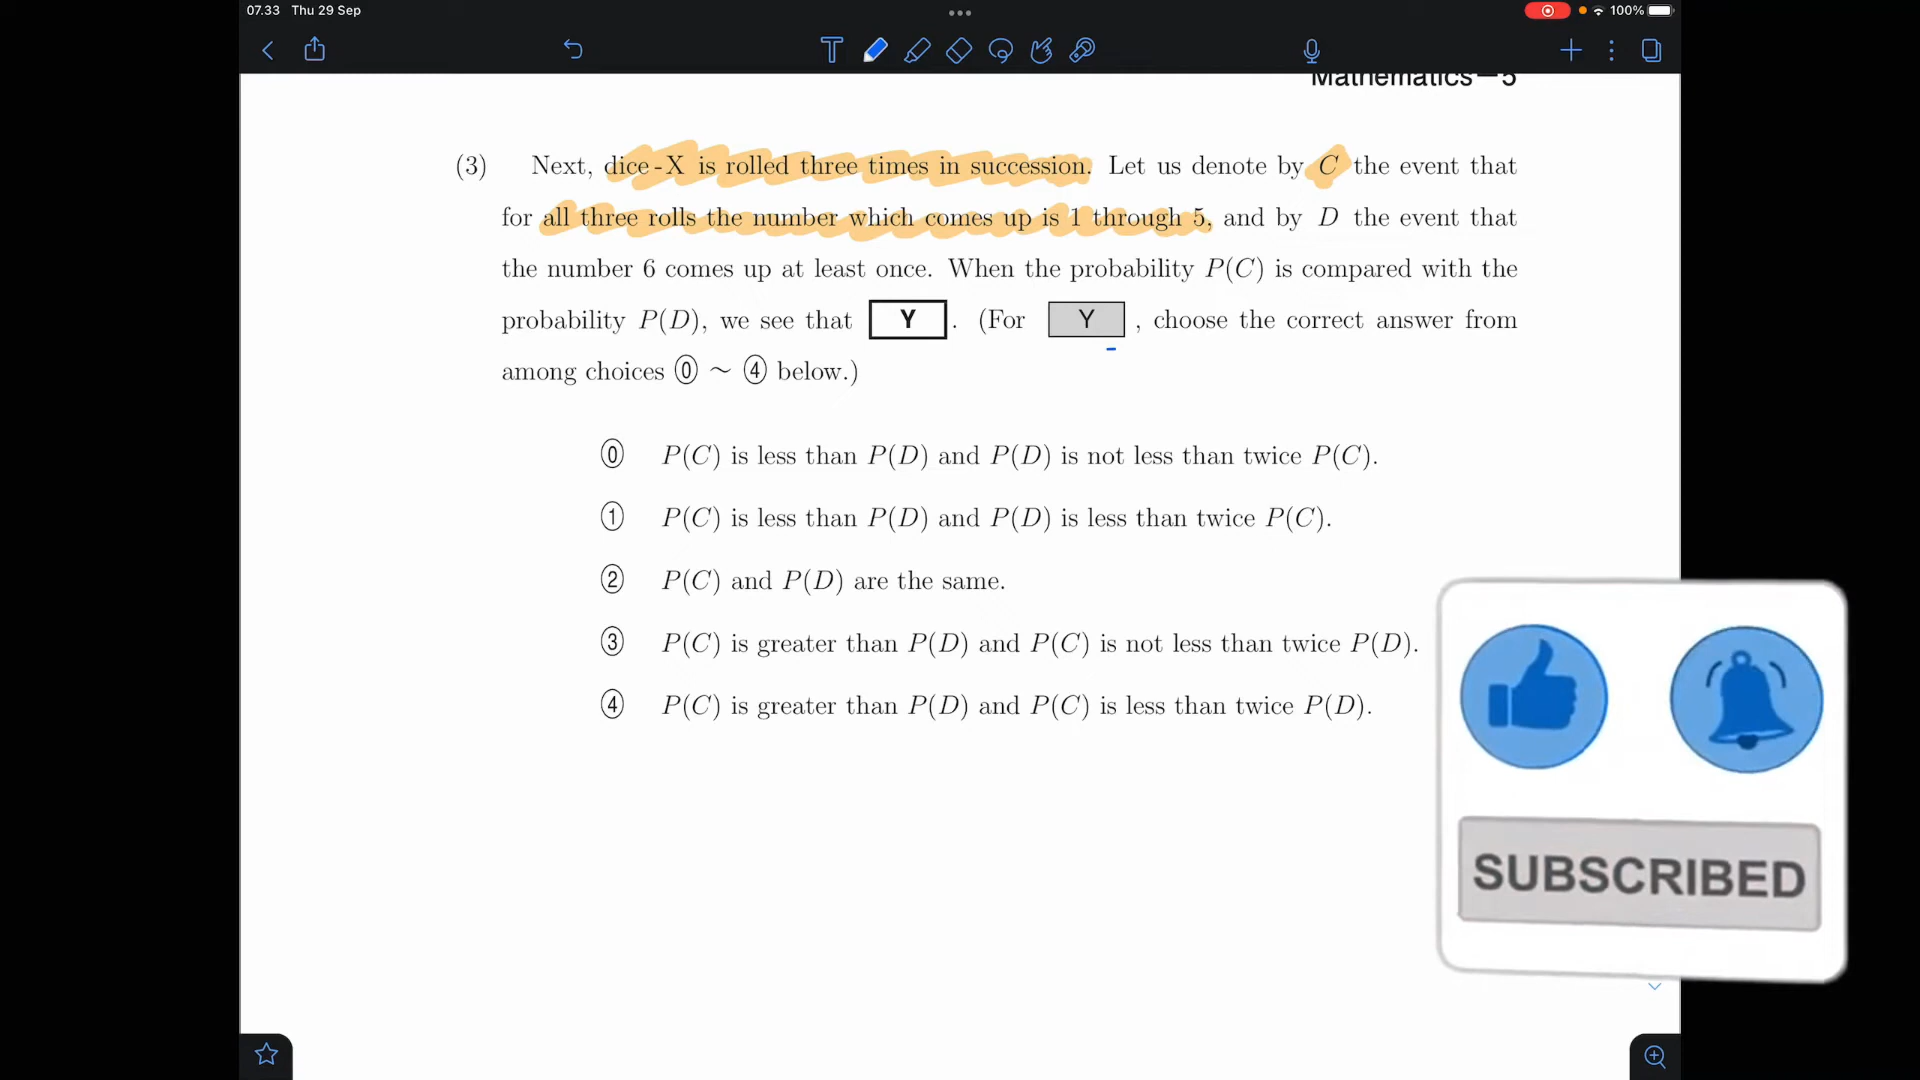 07.33 Thu 29 Sep
100%
Mathematics—5
(3) Next, dice-X is rolled three times in succession. Let us denote by C the event that
for all three rolls the number which comes up is 1 through 5, and by D the event that
the number 6 comes up at least once. When the probability P(C) is compared with the
probability P(D), we see that Y . (For Y , choose the correct answer from
among choices ⓪ ~ ④ below.)
⓪ P(C) is less than P(D) and P(D) is not less than twice P(C).
① P(C) is less than P(D) and P(D) is less than twice P(C).
② P(C) and P(D) are the same.
③ P(C) is greater than P(D) and P(C) is not less than twice P(D).
④ P(C) is greater than P(D) and P(C) is less than twice P(D).
SUBSCRIBED